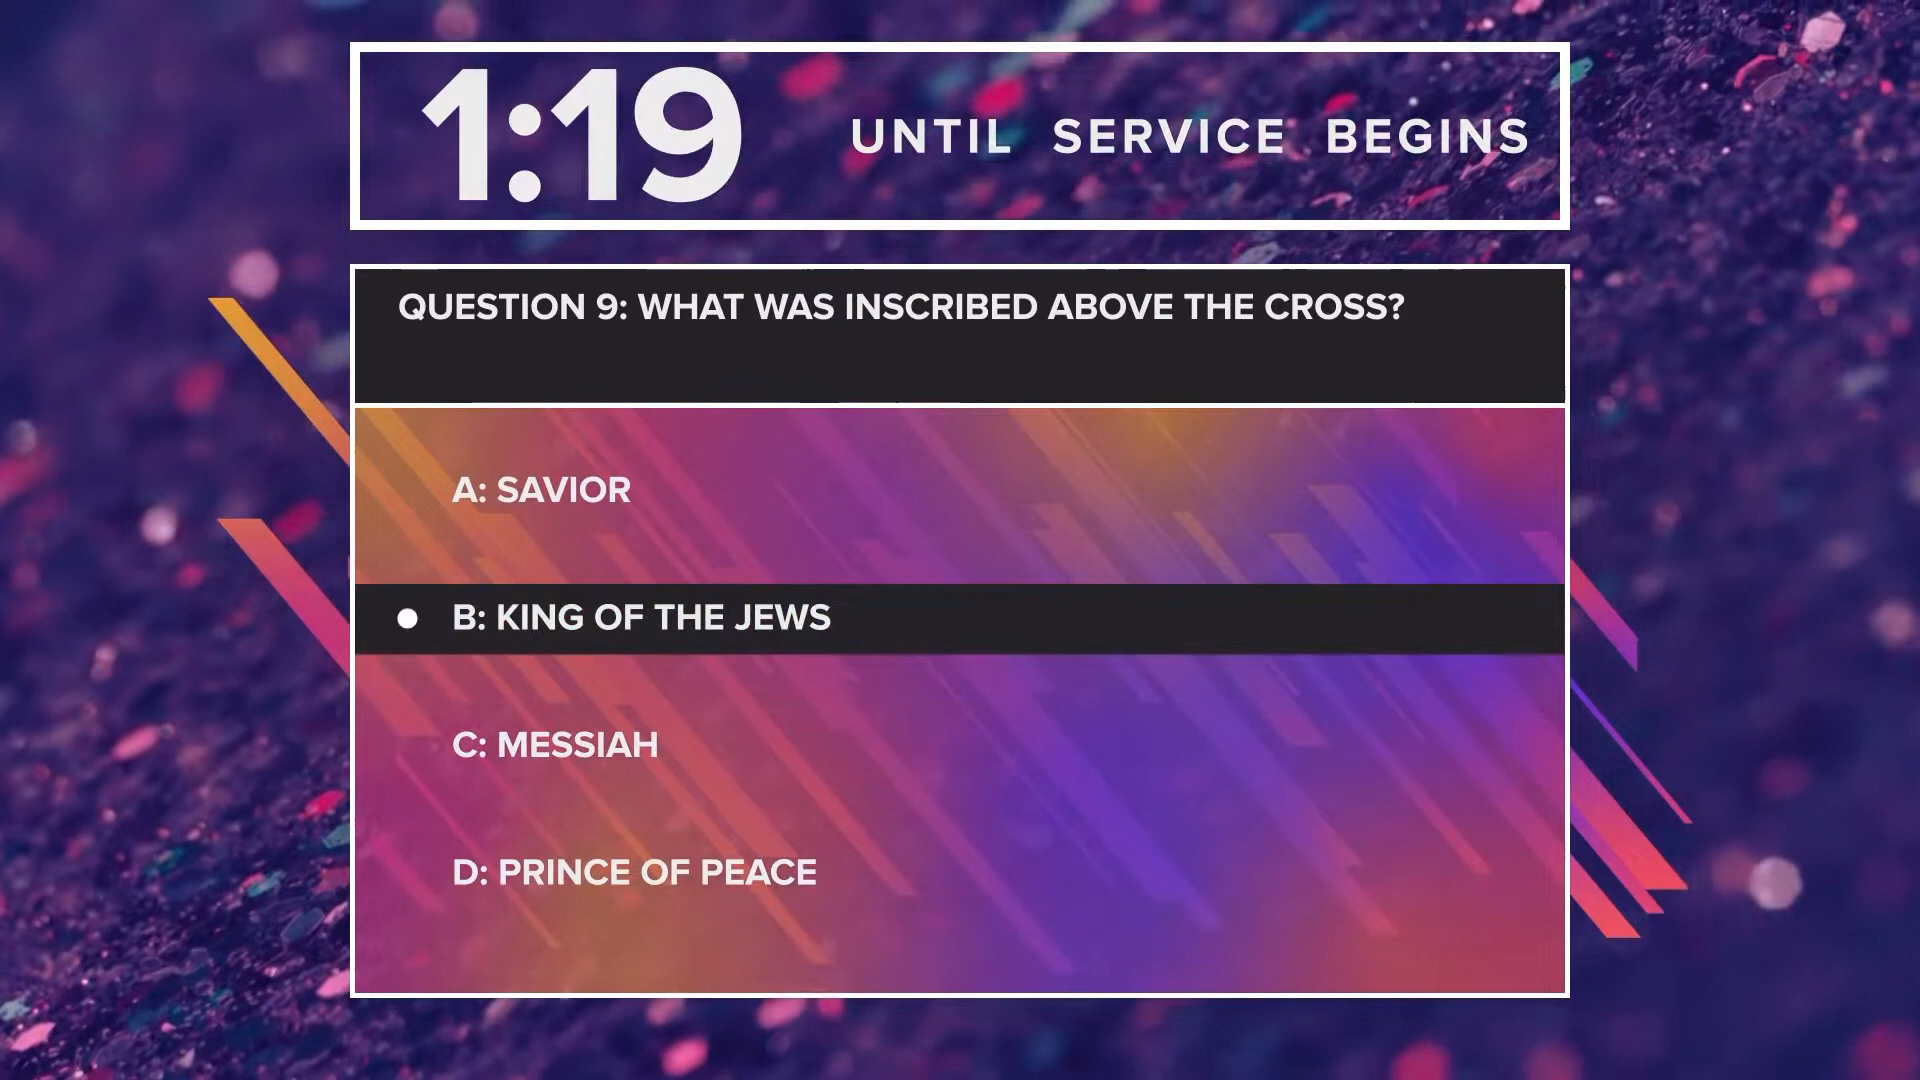 1:19 UNTIL SERVICE BEGINS
QUESTION 9: WHAT WAS INSCRIBED ABOVE THE CROSS?
A: SAVIOR
B: KING OF THE JEWS
C: MESSIAH
D: PRINCE OF PEACE